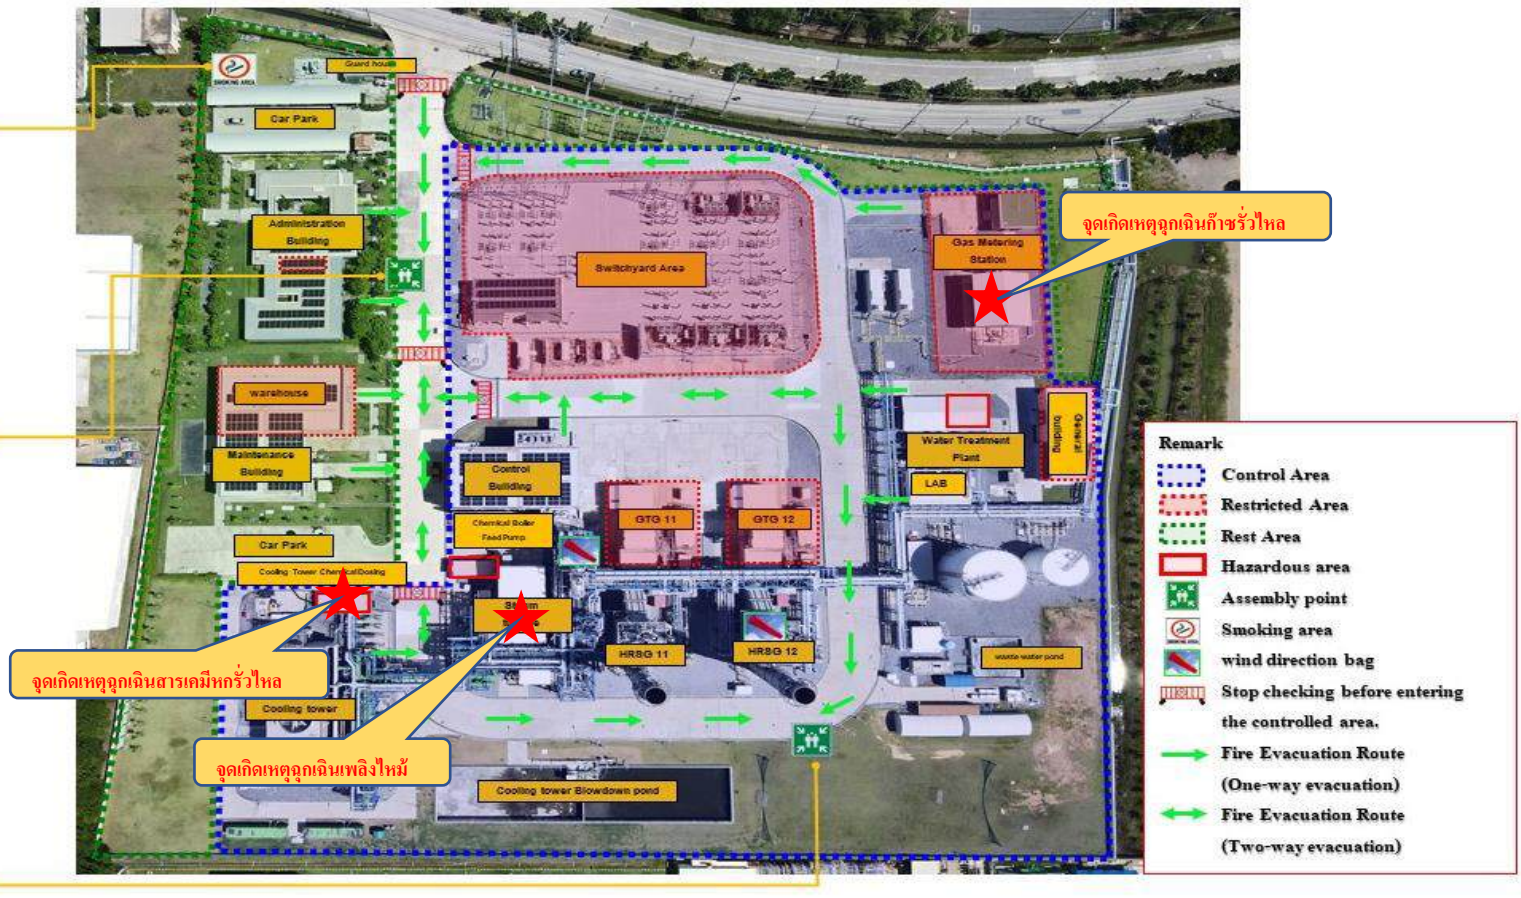 SMOKING AREA
Guard house
Car Park
Administration
Building
Switchyard Area
Gas Metering
Station
จุดเกิดเหตุฉุกเฉินก๊าซรั่วไหล
warehouse
Maintenance
Building
Control
Building
Water Treatment
Plant
General
building
LAB
GTG 11
GTG 12
Chemical Boiler
Feed Pump
Car Park
Cooling Tower Chemical Dosing
HRSG 11
HRSG 12
waste water pond
จุดเกิดเหตุฉุกเฉินสารเคมีหกรั่วไหล
Cooling tower
จุดเกิดเหตุฉุกเฉินเพลิงไหม้
Cooling tower Blowdown pond
Remark
Control Area
Restricted Area
Rest Area
Hazardous area
Assembly point
Smoking area
wind direction bag
Stop checking before entering
the controlled area.
Fire Evacuation Route
(One-way evacuation)
Fire Evacuation Route
(Two-way evacuation)